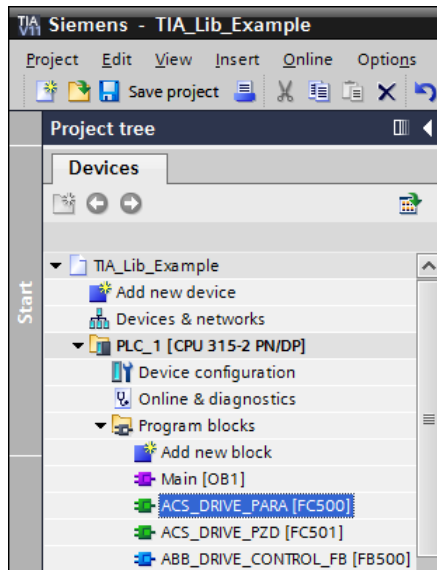 TIA V11 Siemens - TIA_Lib_Example
Project Edit View Insert Online Options
Save project
Project tree
Devices
Start
TIA_Lib_Example
Add new device
Devices & networks
PLC_1 [CPU 315-2 PN/DP]
Device configuration
Online & diagnostics
Program blocks
Add new block
Main [OB1]
ACS_DRIVE_PARA [FC500]
ACS_DRIVE_PZD [FC501]
ABB_DRIVE_CONTROL_FB [FB500]